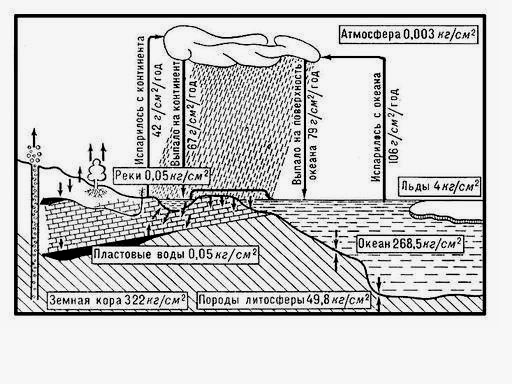 Атмосфера 0,003 кг/см²
Испарилось с континента
42 г/см²/год
Выпало на континент
67 г/см²/год
Выпало на поверхность
океана 79 г/см²/год
Испарилось с океана
106 г/см²/год
Реки 0,05 кг/см²
Льды 4 кг/см²
Океан 268,5 кг/см²
Пластовые воды 0,05 кг/см²
Земная кора 322 кг/см²
Породы литосферы 49,8 кг/см²